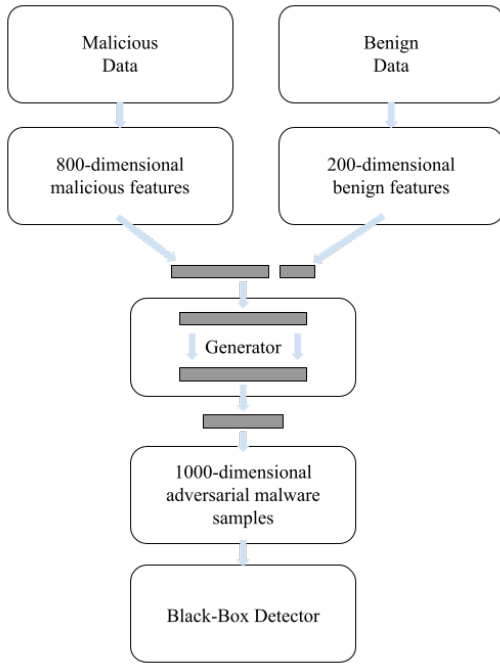 Malicious
Data
Benign
Data
800-dimensional
malicious features
200-dimensional
benign features
Generator
1000-dimensional
adversarial malware
samples
Black-Box Detector